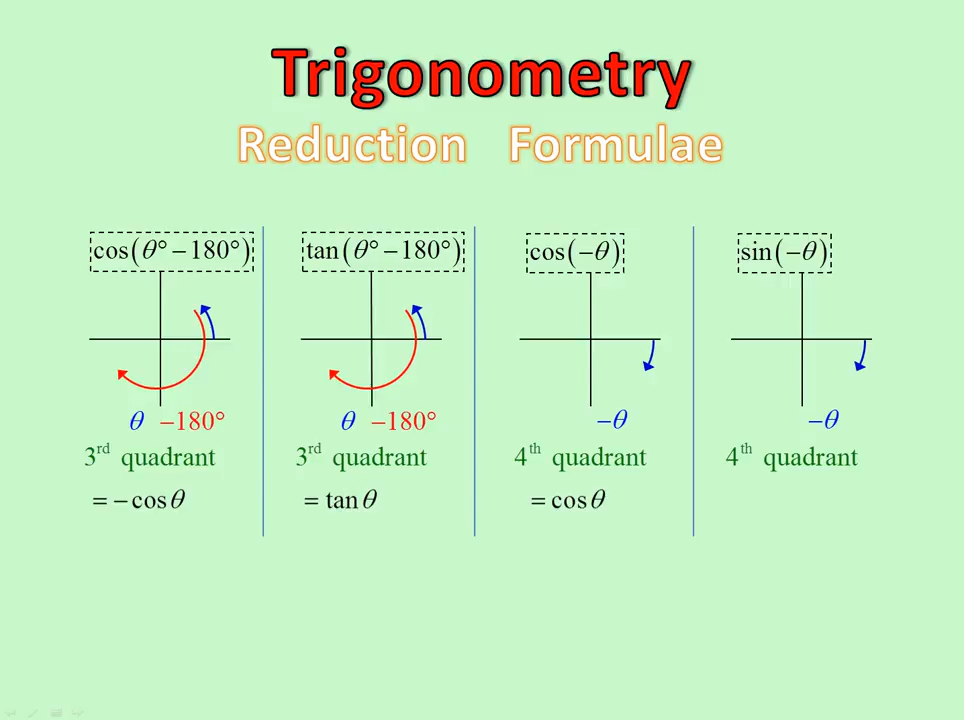 Trigonometry
Reduction Formulae
cos(θ° − 180°)
θ −180°
3rd quadrant
= − cos θ
tan(θ° − 180°)
θ −180°
3rd quadrant
= tan θ
cos(−θ)
−θ
4th quadrant
= cos θ
sin(−θ)
−θ
4th quadrant